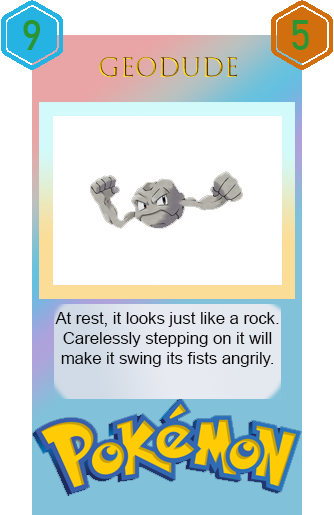 9
5
GEODUDE
At rest, it looks just like a rock.
Carelessly stepping on it will
make it swing its fists angrily.
POKéMON